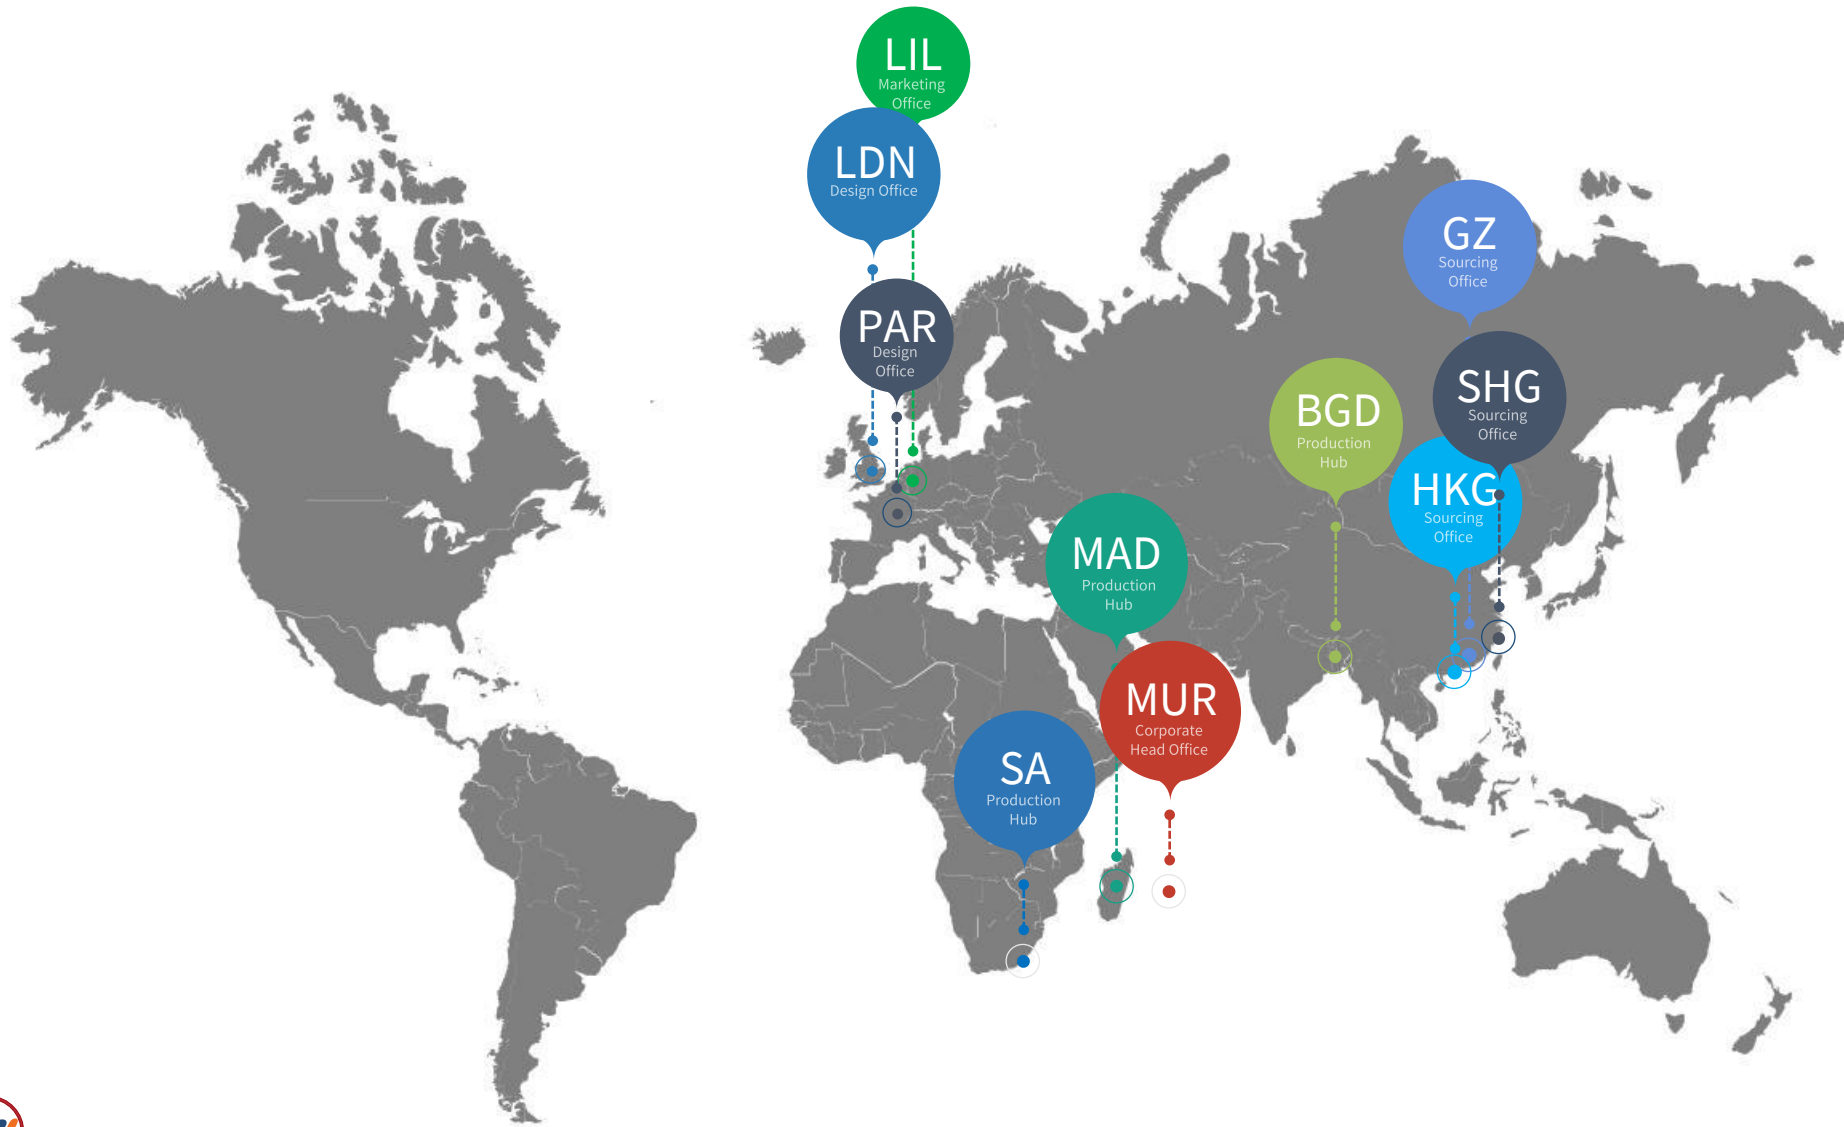 LIL
Marketing
Office
LDN
Design Office
PAR
Design
Office
GZ
Sourcing
Office
SHG
Sourcing
Office
BGD
Production
Hub
HKG
Sourcing
Office
MAD
Production
Hub
MUR
Corporate
Head Office
SA
Production
Hub